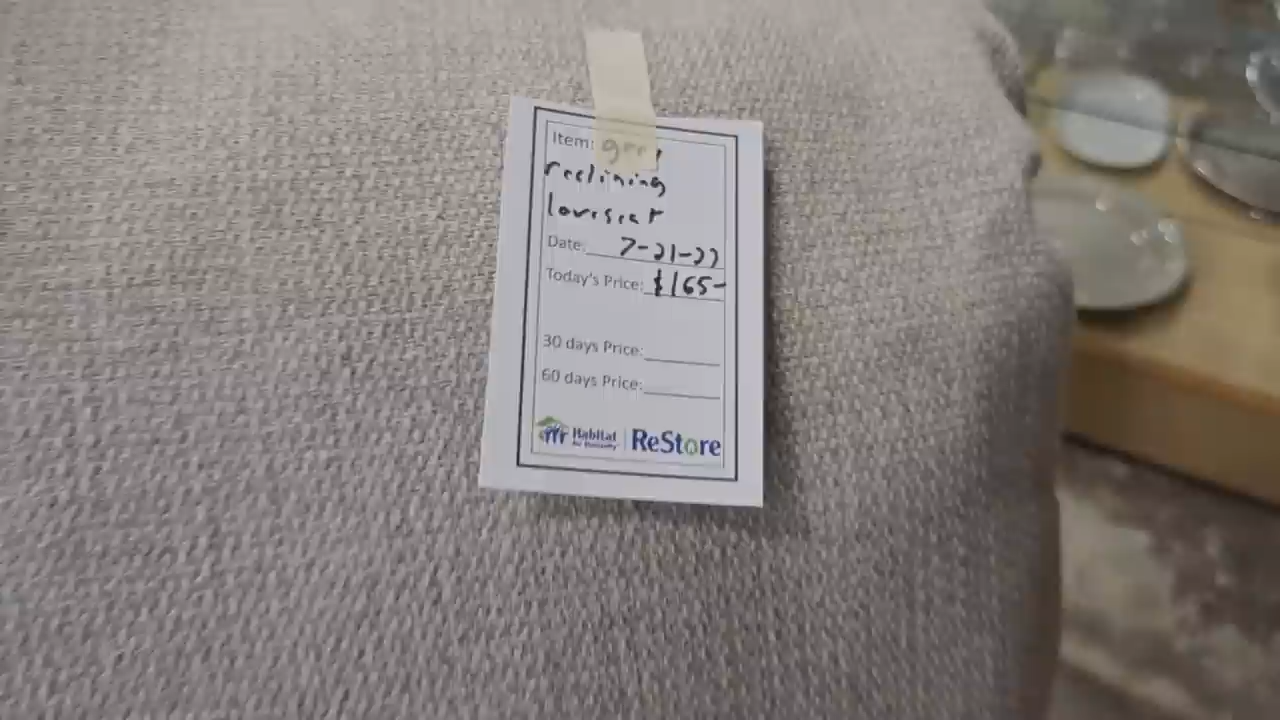 Item: grey
reclining
loveseat
Date: 7-21-22
Today's Price: $165-
30 days Price:
60 days Price:
Habitat for Humanity ReStore